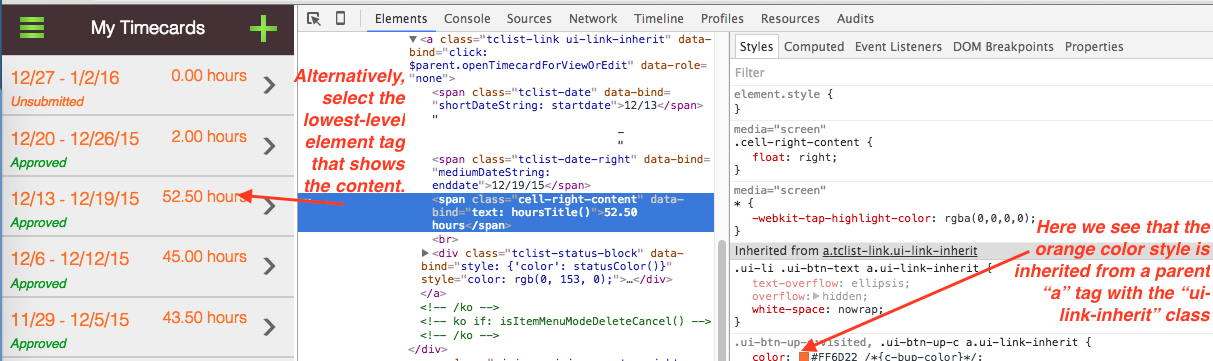 My Timecards
12/27 - 1/2/16
0.00 hours
Unsubmitted
12/20 - 12/26/15
2.00 hours
Approved
12/13 - 12/19/15
52.50 hours
Approved
12/6 - 12/12/15
45.00 hours
Approved
11/29 - 12/5/15
43.50 hours
Approved
Alternatively,
select the
lowest-level
element tag
that shows
the content.
Elements Console Sources Network Timeline Profiles Resources Audits
▼<a class="tclist-link ui-link-inherit" data-
bind="click:
$parent.openTimecardForViewOrEdit" data-role=
"none">
<span class="tclist-date" data-bind=
"shortDateString: startdate">12/13</span>
"
–
"
<span class="tclist-date-right" data-bind=
"mediumDateString:
enddate">12/19/15</span>
<span class="cell-right-content" data-
bind="text: hoursTitle()">52.50
hours</span>
<br>
▶<div class="tclist-status-block" data-
bind="style: {'color': statusColor()}"
style="color: rgb(0, 153, 0);">…</div>
</a>
<!-- /ko -->
<!-- ko if: isItemMenuModeDeleteCancel() -->
<!-- /ko -->
</div>
Styles Computed Event Listeners DOM Breakpoints Properties
Filter
element.style {
}
media="screen"
.cell-right-content {
float: right;
}
media="screen"
* {
-webkit-tap-highlight-color: rgba(0,0,0,0);
}
Inherited from a.tclist-link.ui-link-inherit
.ui-li .ui-btn-text a.ui-link-inherit {
text-overflow: ellipsis;
overflow:▶hidden;
white-space: nowrap;
}
.ui-btn-up-c:visited, .ui-btn-up-c a.ui-link-inherit {
color: #FF6D22 /*{c-bup-color}*/;
Here we see that the
orange color style is
inherited from a parent
“a” tag with the “ui-
link-inherit” class